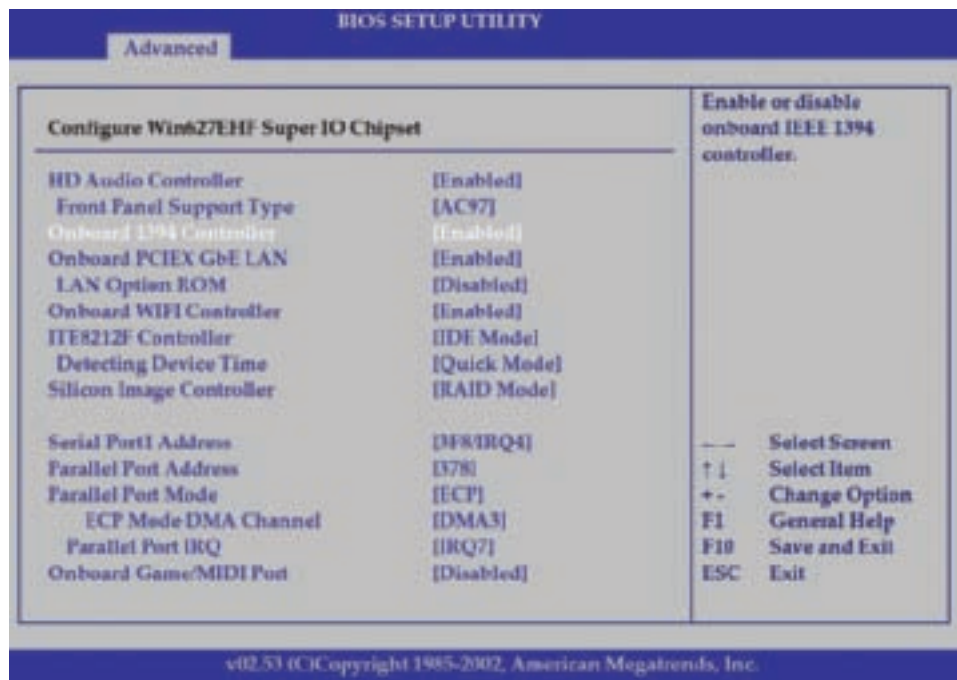 BIOS SETUP UTILITY
Advanced
Configure Win627EHF Super IO Chipset
HD Audio Controller [Enabled]
Front Panel Support Type [AC97]
Onboard 1394 Controller [Enabled]
Onboard PCIEX GbE LAN [Enabled]
LAN Option ROM [Disabled]
Onboard WIFI Controller [Enabled]
ITE8212F Controller [IDE Mode]
Detecting Device Time [Quick Mode]
Silicon Image Controller [RAID Mode]
Serial Port1 Address [3F8/IRQ4]
Parallel Port Address [378]
Parallel Port Mode [ECP]
ECP Mode DMA Channel [DMA3]
Parallel Port IRQ [IRQ7]
Onboard Game/MIDI Port [Disabled]
Enable or disable
onboard IEEE 1394
controller.
←→ Select Screen
↑↓ Select Item
+- Change Option
F1 General Help
F10 Save and Exit
ESC Exit
v02.53 (C)Copyright 1985-2002, American Megatrends, Inc.